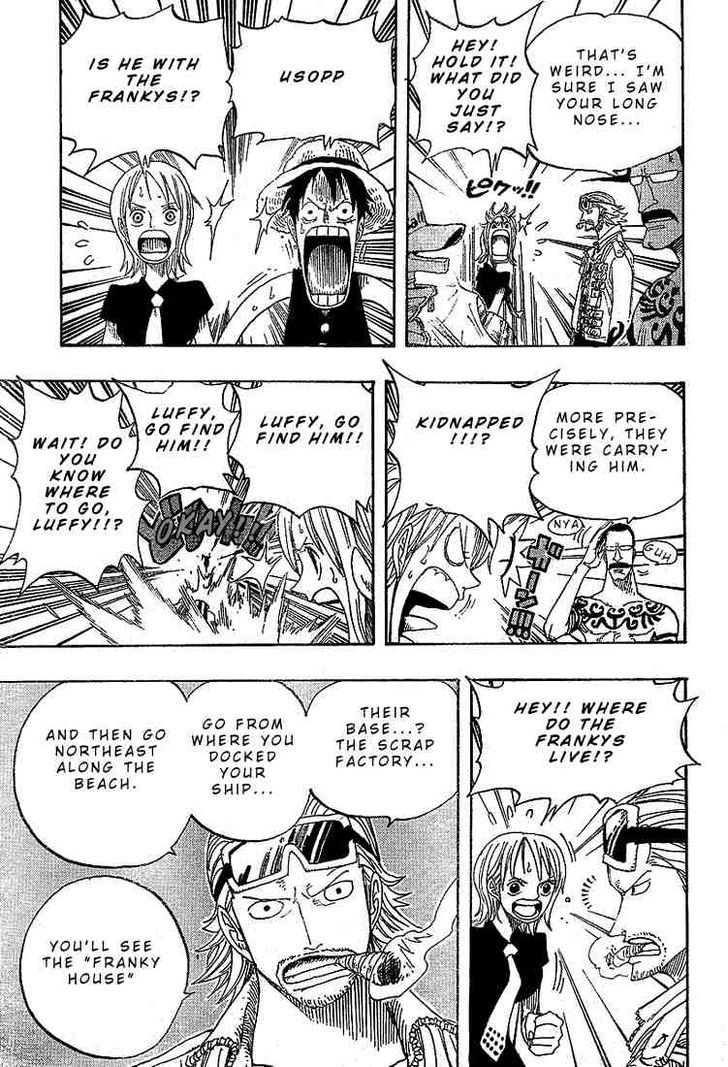 THAT'S
WEIRD... I'M
SURE I SAW
YOUR LONG
NOSE...
HEY!
HOLD IT!
WHAT DID
YOU
JUST
SAY!?
USOPP
IS HE WITH
THE
FRANKYS!?
MORE PRE-
CISELY, THEY
WERE CARRY-
ING HIM.
NYA
GUH
KIDNAPPED
!!!?
LUFFY, GO
FIND HIM!!
LUFFY,
GO FIND
HIM!!
OKAY!!!
WAIT! DO
YOU
KNOW
WHERE
TO GO,
LUFFY!!?
HEY!! WHERE
DO THE
FRANKYS
LIVE!?
THEIR
BASE...?
THE SCRAP
FACTORY...
GO FROM
WHERE YOU
DOCKED
YOUR
SHIP...
AND THEN GO
NORTHEAST
ALONG THE
BEACH.
YOU'LL SEE
THE "FRANKY
HOUSE"